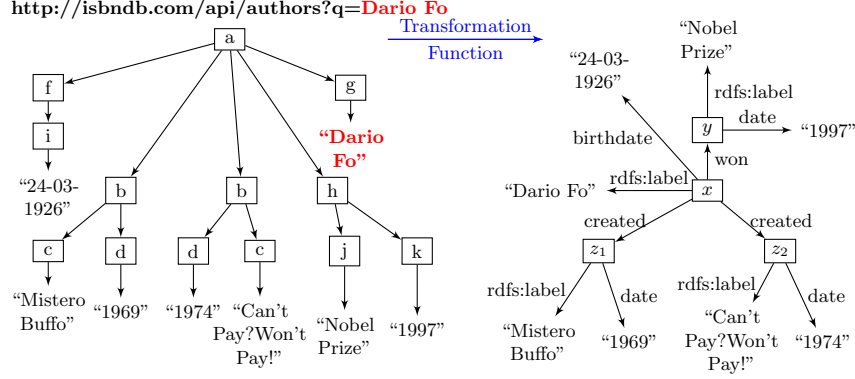 http://isbndb.com/api/authors?q=Dario Fo
a
Transformation
Function
f
g
i
“Dario
Fo”
“24-03-
1926”
b
b
h
c
d
d
c
j
k
“Mistero
Buffo”
“1969”
“1974”
“Can't
Pay?Won't
Pay!”
“Nobel
Prize”
“1997”
“Nobel
Prize”
“24-03-
1926”
rdfs:label
date
y
“1997”
birthdate
won
“Dario Fo”
rdfs:label
x
created
created
z1
z2
rdfs:label
date
rdfs:label
date
“Mistero
Buffo”
“1969”
“Can't
Pay?Won't
Pay!”
“1974”